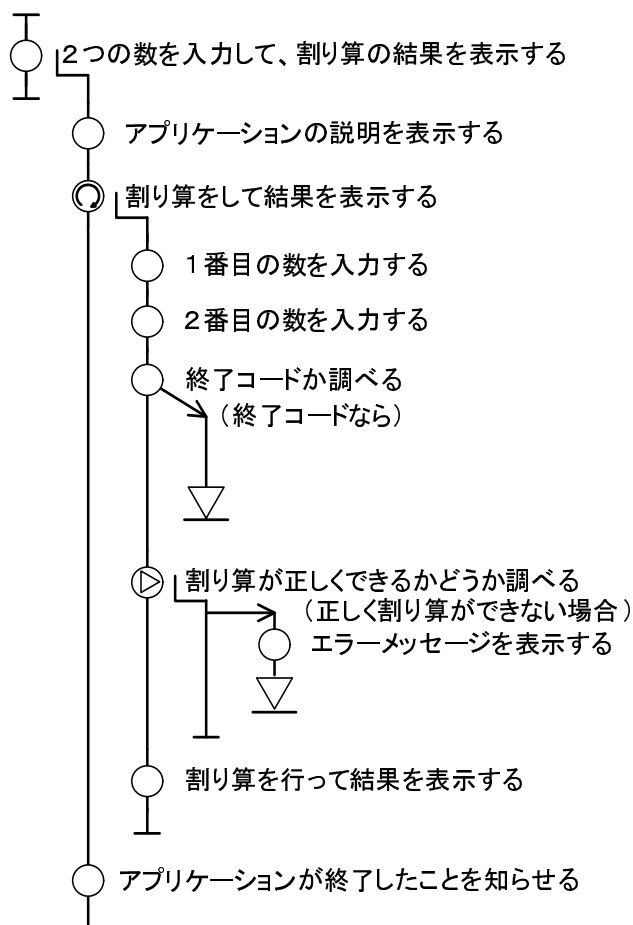 ２つの数を入力して、割り算の結果を表示する
アプリケーションの説明を表示する
割り算をして結果を表示する
１番目の数を入力する
２番目の数を入力する
終了コードか調べる
（終了コードなら）
割り算が正しくできるかどうか調べる
（正しく割り算ができない場合）
エラーメッセージを表示する
割り算を行って結果を表示する
アプリケーションが終了したことを知らせる